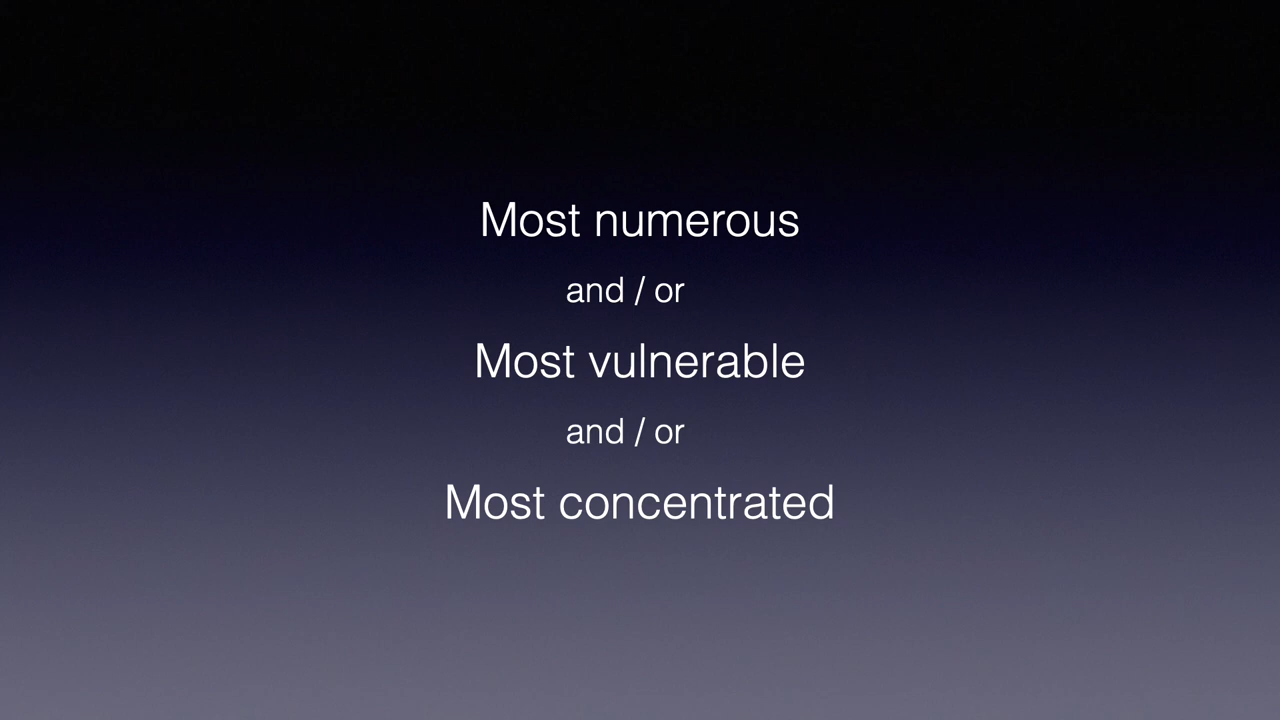 Most numerous
and / or
Most vulnerable
and / or
Most concentrated